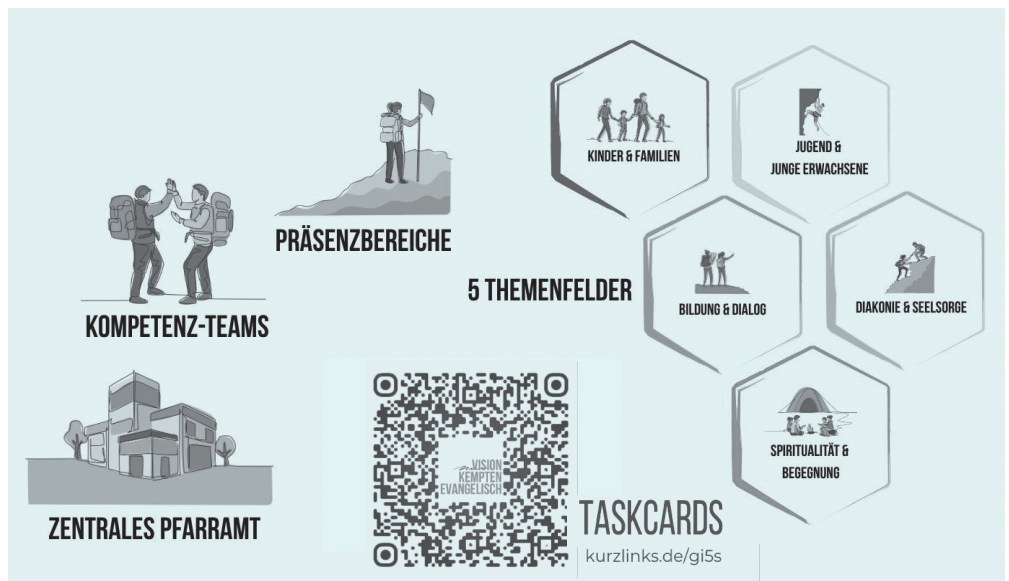 KINDER & FAMILIEN
JUGEND &
JUNGE ERWACHSENE
PRÄSENZBEREICHE
5 THEMENFELDER
BILDUNG & DIALOG
DIAKONIE & SEELSORGE
KOMPETENZ-TEAMS
SPIRITUALITÄT &
BEGEGNUNG
VISION
KEMPTEN
EVANGELISCH
ZENTRALES PFARRAMT
TASKCARDS
kurzlinks.de/gi5s